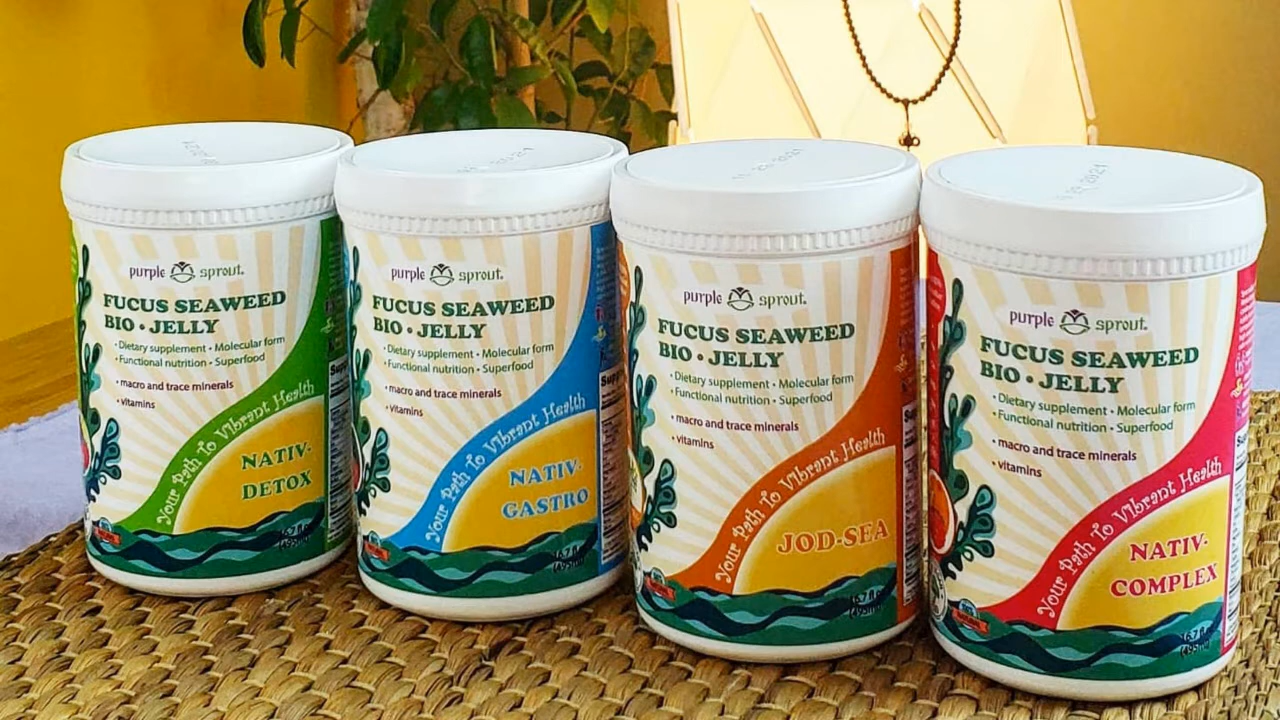 purple sprout.
FUCUS SEAWEED
BIO • JELLY
• Dietary supplement • Molecular form
• Functional nutrition • Superfood
• macro and trace minerals
• vitamins
Your Path To Vibrant Health
NATIV-
DETOX
purple sprout.
FUCUS SEAWEED
BIO • JELLY
• Dietary supplement • Molecular form
• Functional nutrition • Superfood
• macro and trace minerals
• vitamins
Your Path To Vibrant Health
NATIV-
GASTRO
purple sprout.
FUCUS SEAWEED
BIO • JELLY
• Dietary supplement • Molecular form
• Functional nutrition • Superfood
• macro and trace minerals
• vitamins
Your Path To Vibrant Health
JOD-SEA
purple sprout.
FUCUS SEAWEED
BIO • JELLY
• Dietary supplement • Molecular form
• Functional nutrition • Superfood
• macro and trace minerals
• vitamins
Your Path To Vibrant Health
NATIV-
COMPLEX
16.7 fl
(495ml)